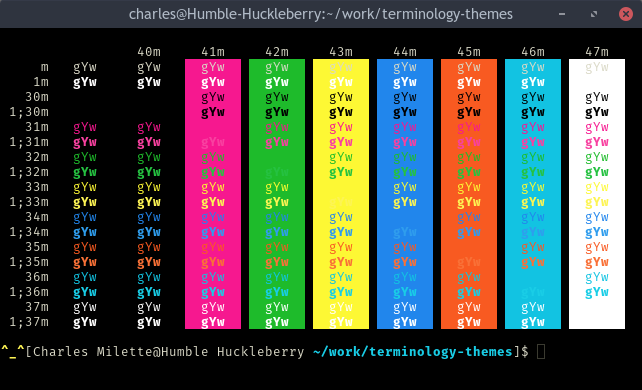 charles@Humble-Huckleberry:~/work/terminology-themes
40m 41m 42m 43m 44m 45m 46m 47m
m gYw gYw gYw gYw gYw gYw gYw gYw gYw
1m gYw gYw gYw gYw gYw gYw gYw gYw
30m gYw gYw gYw gYw gYw gYw gYw
1;30m gYw gYw gYw gYw gYw gYw gYw
31m gYw gYw gYw gYw gYw gYw gYw gYw
1;31m gYw gYw gYw gYw gYw gYw gYw gYw gYw
32m gYw gYw gYw gYw gYw gYw gYw gYw
1;32m gYw gYw gYw gYw gYw gYw gYw gYw
33m gYw gYw gYw gYw gYw gYw gYw gYw
1;33m gYw gYw gYw gYw gYw gYw gYw gYw
34m gYw gYw gYw gYw gYw gYw gYw gYw
1;34m gYw gYw gYw gYw gYw gYw gYw gYw gYw
35m gYw gYw gYw gYw gYw gYw gYw gYw
1;35m gYw gYw gYw gYw gYw gYw gYw gYw gYw
36m gYw gYw gYw gYw gYw gYw gYw gYw
1;36m gYw gYw gYw gYw gYw gYw gYw gYw gYw
37m gYw gYw gYw gYw gYw gYw gYw gYw
1;37m gYw gYw gYw gYw gYw gYw gYw gYw
^_^[Charles Milette@Humble Huckleberry ~/work/terminology-themes]$